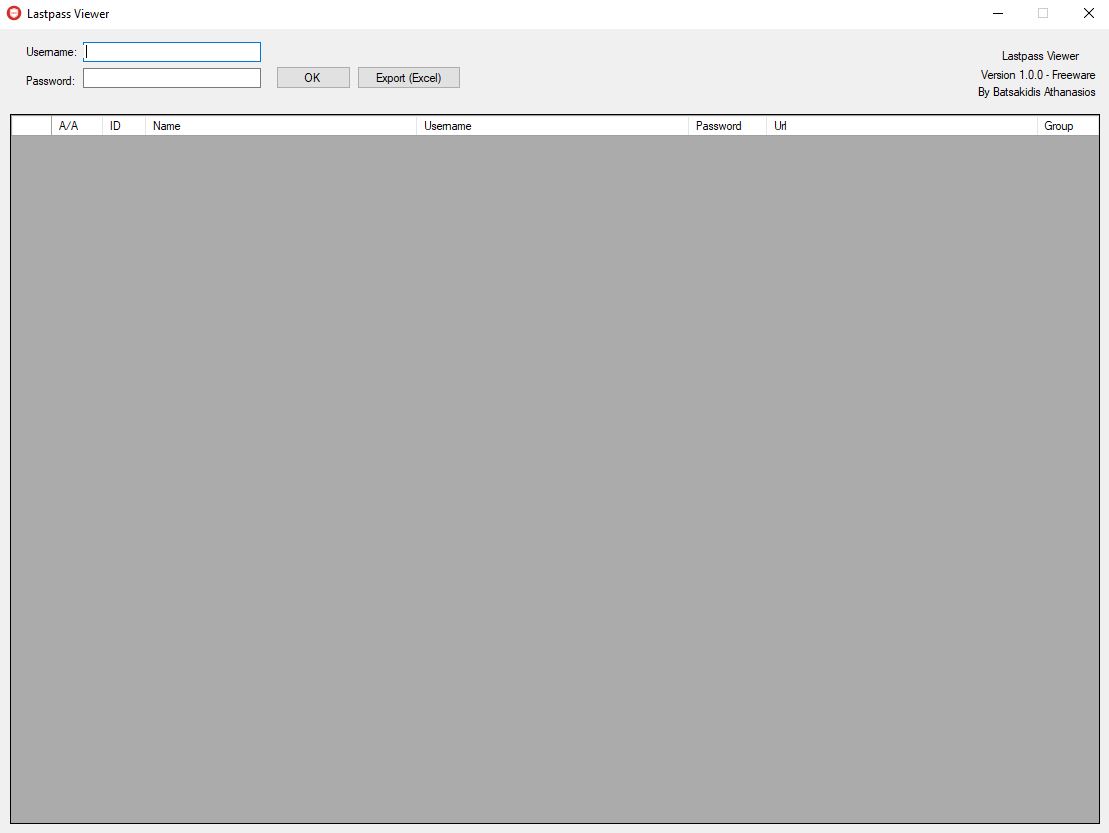 Lastpass Viewer
Username:
Password:
OK
Export (Excel)
Lastpass Viewer
Version 1.0.0 - Freeware
By Batsakidis Athanasios
A/A ID Name Username Password Url Group